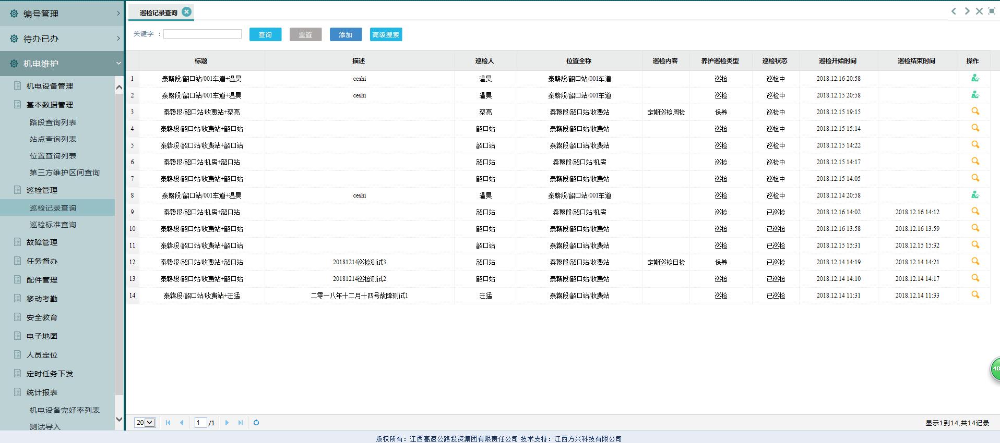 编号管理
待办已办
机电维护
机电设备管理
基本数据管理
路段查询列表
站点查询列表
位置查询列表
第三方维护区间查询
巡检管理
巡检记录查询
巡检标准查询
故障管理
任务督办
配件管理
移动考勤
安全教育
电子地图
人员定位
定时任务下发
统计报表
机电设备完好率列表
测试导入
巡检记录查询
关键字 : 查询 重置 添加 高级搜索
标题 描述 巡检人 位置全称 巡检内容 养护巡检类型 巡检状态 巡检开始时间 巡检结束时间 操作
1 泰赣段/韶口站/001车道+温昊 ceshi 温昊 泰赣段/韶口站/001车道 巡检 巡检中 2018.12.16 20:58
2 泰赣段/韶口站/001车道+温昊 ceshi 温昊 泰赣段/韶口站/001车道 巡检 巡检中 2018.12.15 20:58
3 泰赣段/韶口站/收费站+蔡亮 蔡亮 泰赣段/韶口站/收费站 定期巡检周检 保养 巡检中 2018.12.15 19:15
4 泰赣段/韶口站/收费站+韶口站 韶口站 泰赣段/韶口站/收费站 巡检 巡检中 2018.12.15 15:14
5 泰赣段/韶口站/收费站+韶口站 韶口站 泰赣段/韶口站/收费站 巡检 巡检中 2018.12.15 14:22
6 泰赣段/韶口站/机房+韶口站 韶口站 泰赣段/韶口站/机房 巡检 巡检中 2018.12.15 14:17
7 泰赣段/韶口站/收费站+韶口站 韶口站 泰赣段/韶口站/收费站 巡检 巡检中 2018.12.15 14:05
8 泰赣段/韶口站/001车道+温昊 ceshi 温昊 泰赣段/韶口站/001车道 巡检 巡检中 2018.12.14 20:58
9 泰赣段/韶口站/机房+韶口站 韶口站 泰赣段/韶口站/机房 巡检 已巡检 2018.12.16 14:02 2018.12.16 14:12
10 泰赣段/韶口站/收费站+韶口站 韶口站 泰赣段/韶口站/收费站 巡检 已巡检 2018.12.16 13:58 2018.12.16 13:59
11 泰赣段/韶口站/收费站+韶口站 韶口站 泰赣段/韶口站/收费站 巡检 已巡检 2018.12.15 15:31 2018.12.15 15:32
12 泰赣段/韶口站/收费站+韶口站 20181214巡检测试3 韶口站 泰赣段/韶口站/收费站 定期巡检日检 保养 已巡检 2018.12.14 14:19 2018.12.14 14:21
13 泰赣段/韶口站/收费站+韶口站 20181214巡检测试2 韶口站 泰赣段/韶口站/收费站 巡检 已巡检 2018.12.14 14:10 2018.12.14 14:17
14 泰赣段/韶口站/收费站+汪猛 二零一八年十二月十四号故障测试1 汪猛 泰赣段/韶口站/收费站 巡检 已巡检 2018.12.14 11:31 2018.12.14 11:33
48
20 1 /1 显示1到14,共14记录
版权所有：江西高速公路投资集团有限责任公司 技术支持：江西方兴科技有限公司